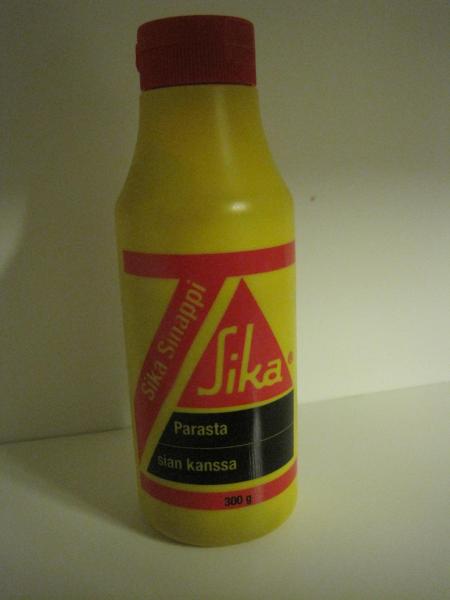 Sika Sinappi
Sika®
Parasta
sian kanssa
300 g